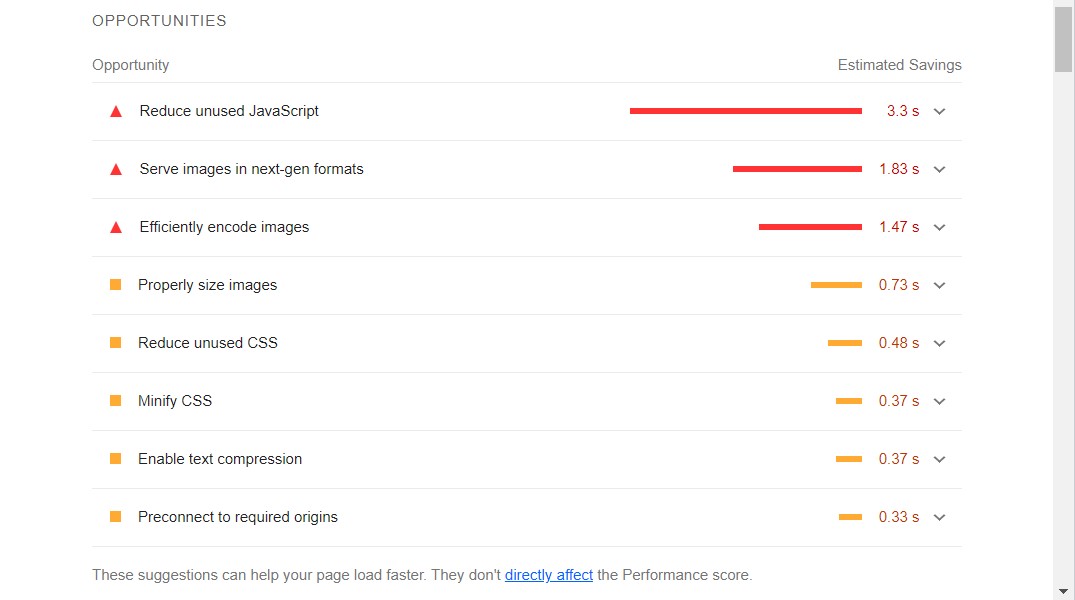 OPPORTUNITIES
Opportunity Estimated Savings
Reduce unused JavaScript 3.3 s
Serve images in next-gen formats 1.83 s
Efficiently encode images 1.47 s
Properly size images 0.73 s
Reduce unused CSS 0.48 s
Minify CSS 0.37 s
Enable text compression 0.37 s
Preconnect to required origins 0.33 s
These suggestions can help your page load faster. They don't directly affect the Performance score.